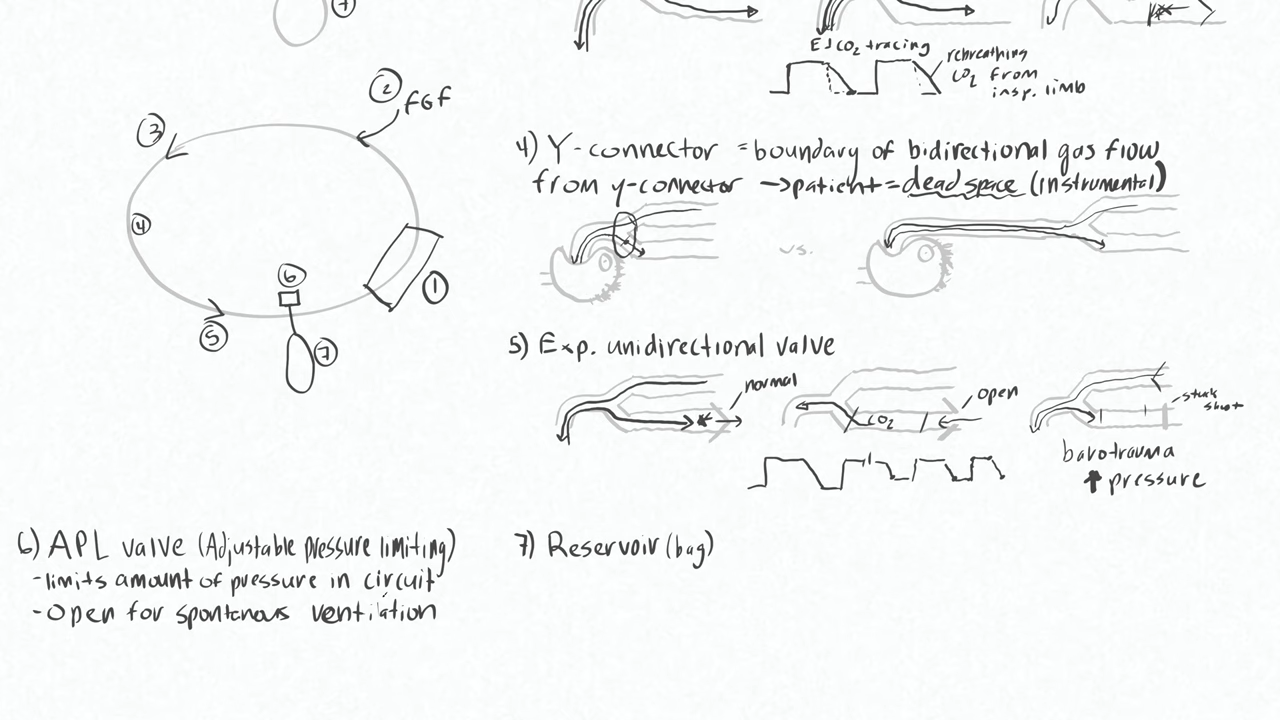 7
2
FGF
3
4
6
1
5
7
EtCO₂ tracing
rebreathing
CO₂ from
insp. limb
4) Y-connector = boundary of bidirectional gas flow
from y-connector → patient = dead space (instrumental)
vs.
5) Exp. unidirectional valve
normal
CO₂
open
stuck
shut
barotrauma
↑ pressure
6) APL valve (Adjustable pressure limiting)
-limits amount of pressure in circuit
-Open for spontenous ventilation
7) Reservoir (bag)